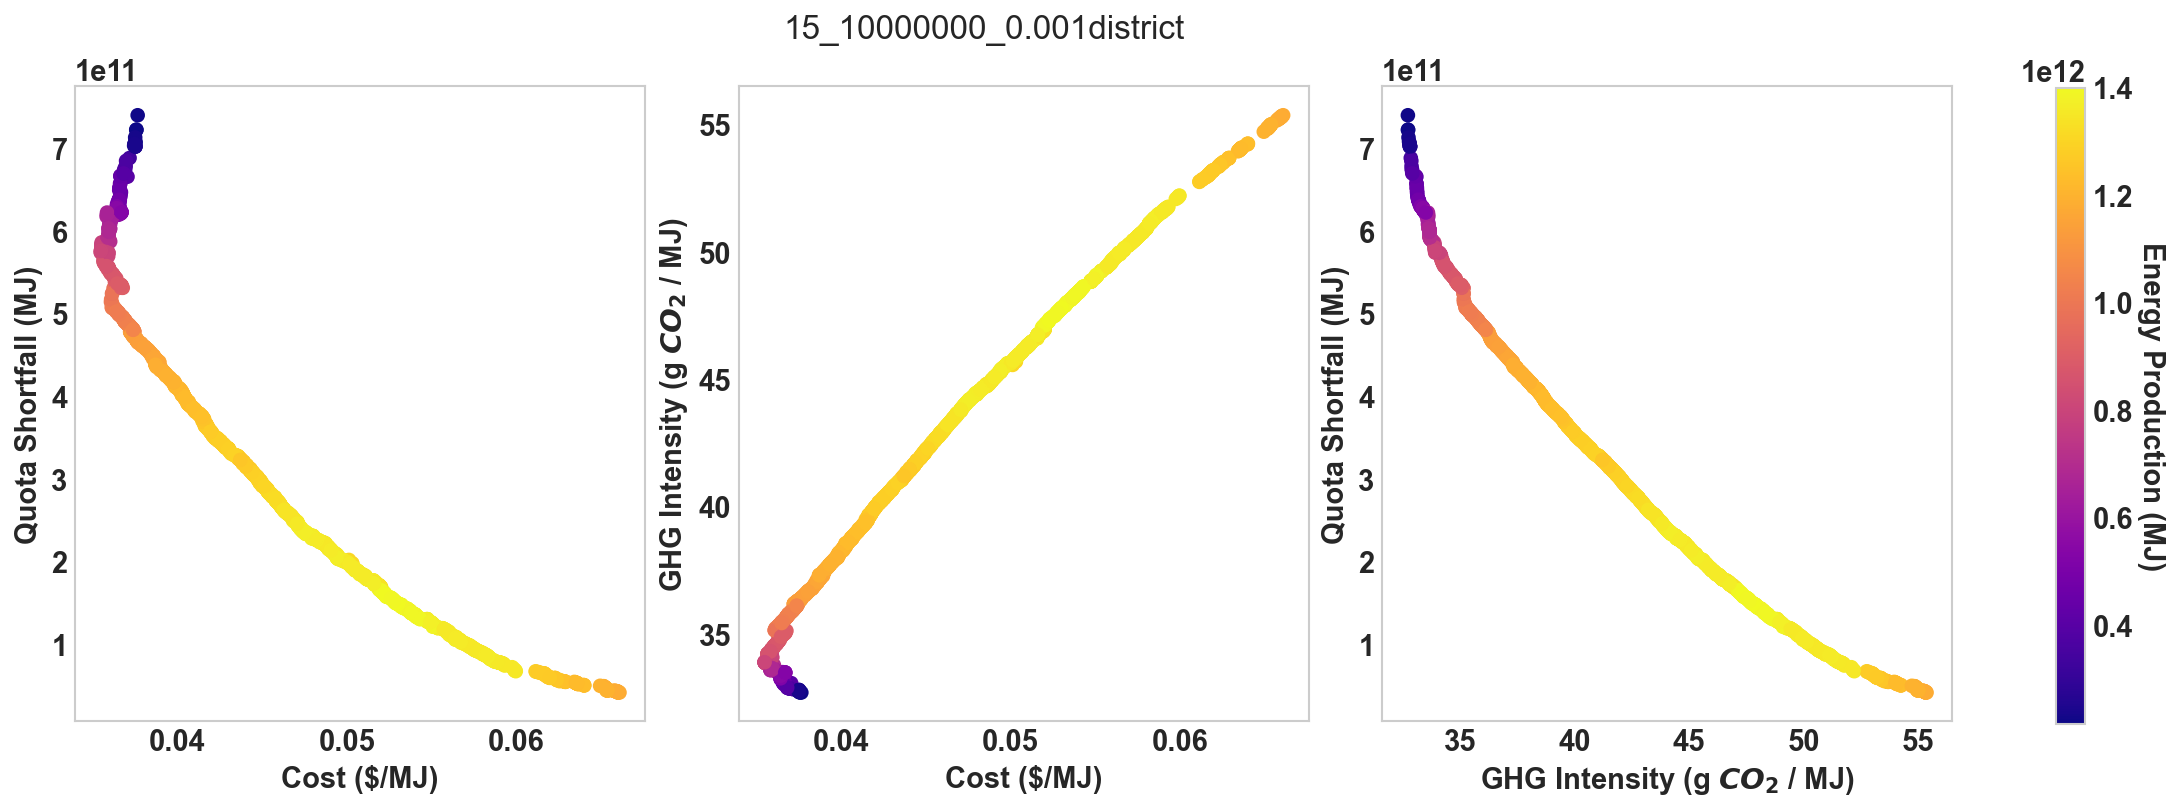 15_10000000_0.001district
1e11
7
6
5
4
3
2
1
Quota Shortfall (MJ)
0.04 0.05 0.06
Cost ($/MJ)
55
50
45
40
35
GHG Intensity (g CO₂ / MJ)
0.04 0.05 0.06
Cost ($/MJ)
1e11
7
6
5
4
3
2
1
Quota Shortfall (MJ)
35 40 45 50 55
GHG Intensity (g CO₂ / MJ)
1e12
1.4
1.2
1.0
0.8
0.6
0.4
Energy Production (MJ)